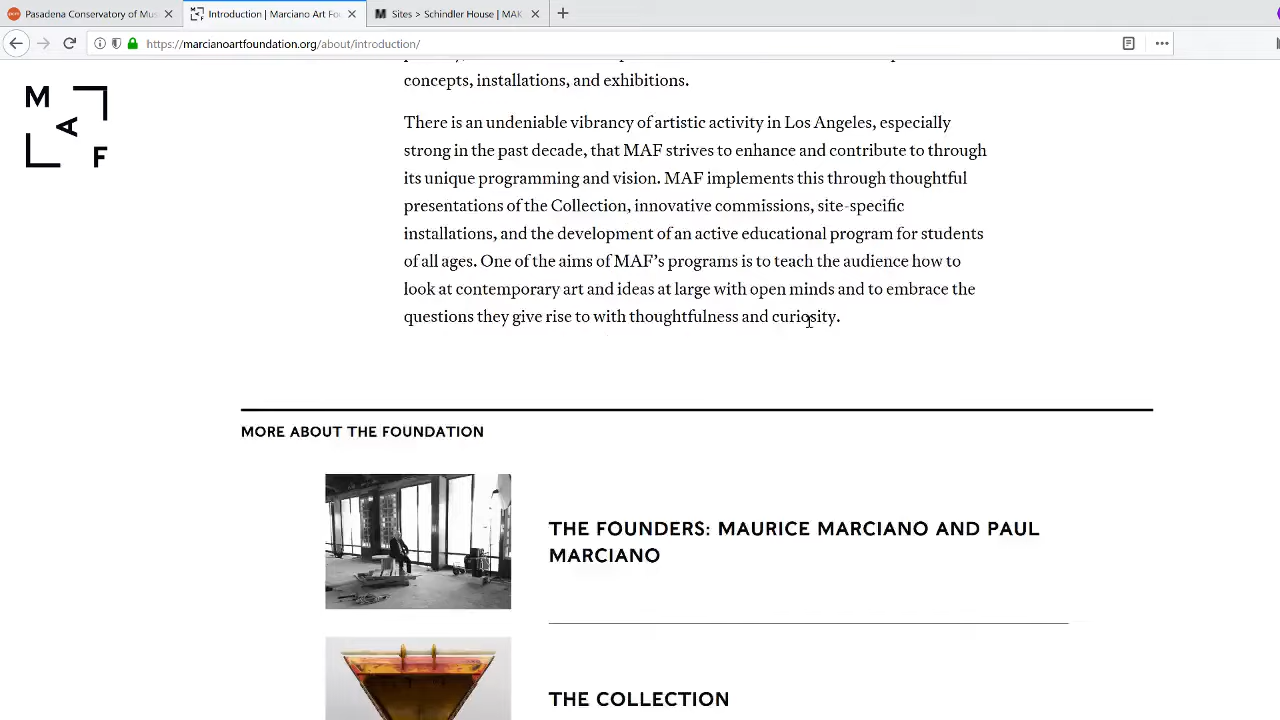 Pasadena Conservatory of Mus
Introduction | Marciano Art Fo
Sites > Schindler House | MAK
https://marcianoartfoundation.org/about/introduction/
M
A
F
concepts, installations, and exhibitions.
There is an undeniable vibrancy of artistic activity in Los Angeles, especially
strong in the past decade, that MAF strives to enhance and contribute to through
its unique programming and vision. MAF implements this through thoughtful
presentations of the Collection, innovative commissions, site-specific
installations, and the development of an active educational program for students
of all ages. One of the aims of MAF's programs is to teach the audience how to
look at contemporary art and ideas at large with open minds and to embrace the
questions they give rise to with thoughtfulness and curiosity.
MORE ABOUT THE FOUNDATION
THE FOUNDERS: MAURICE MARCIANO AND PAUL
MARCIANO
THE COLLECTION